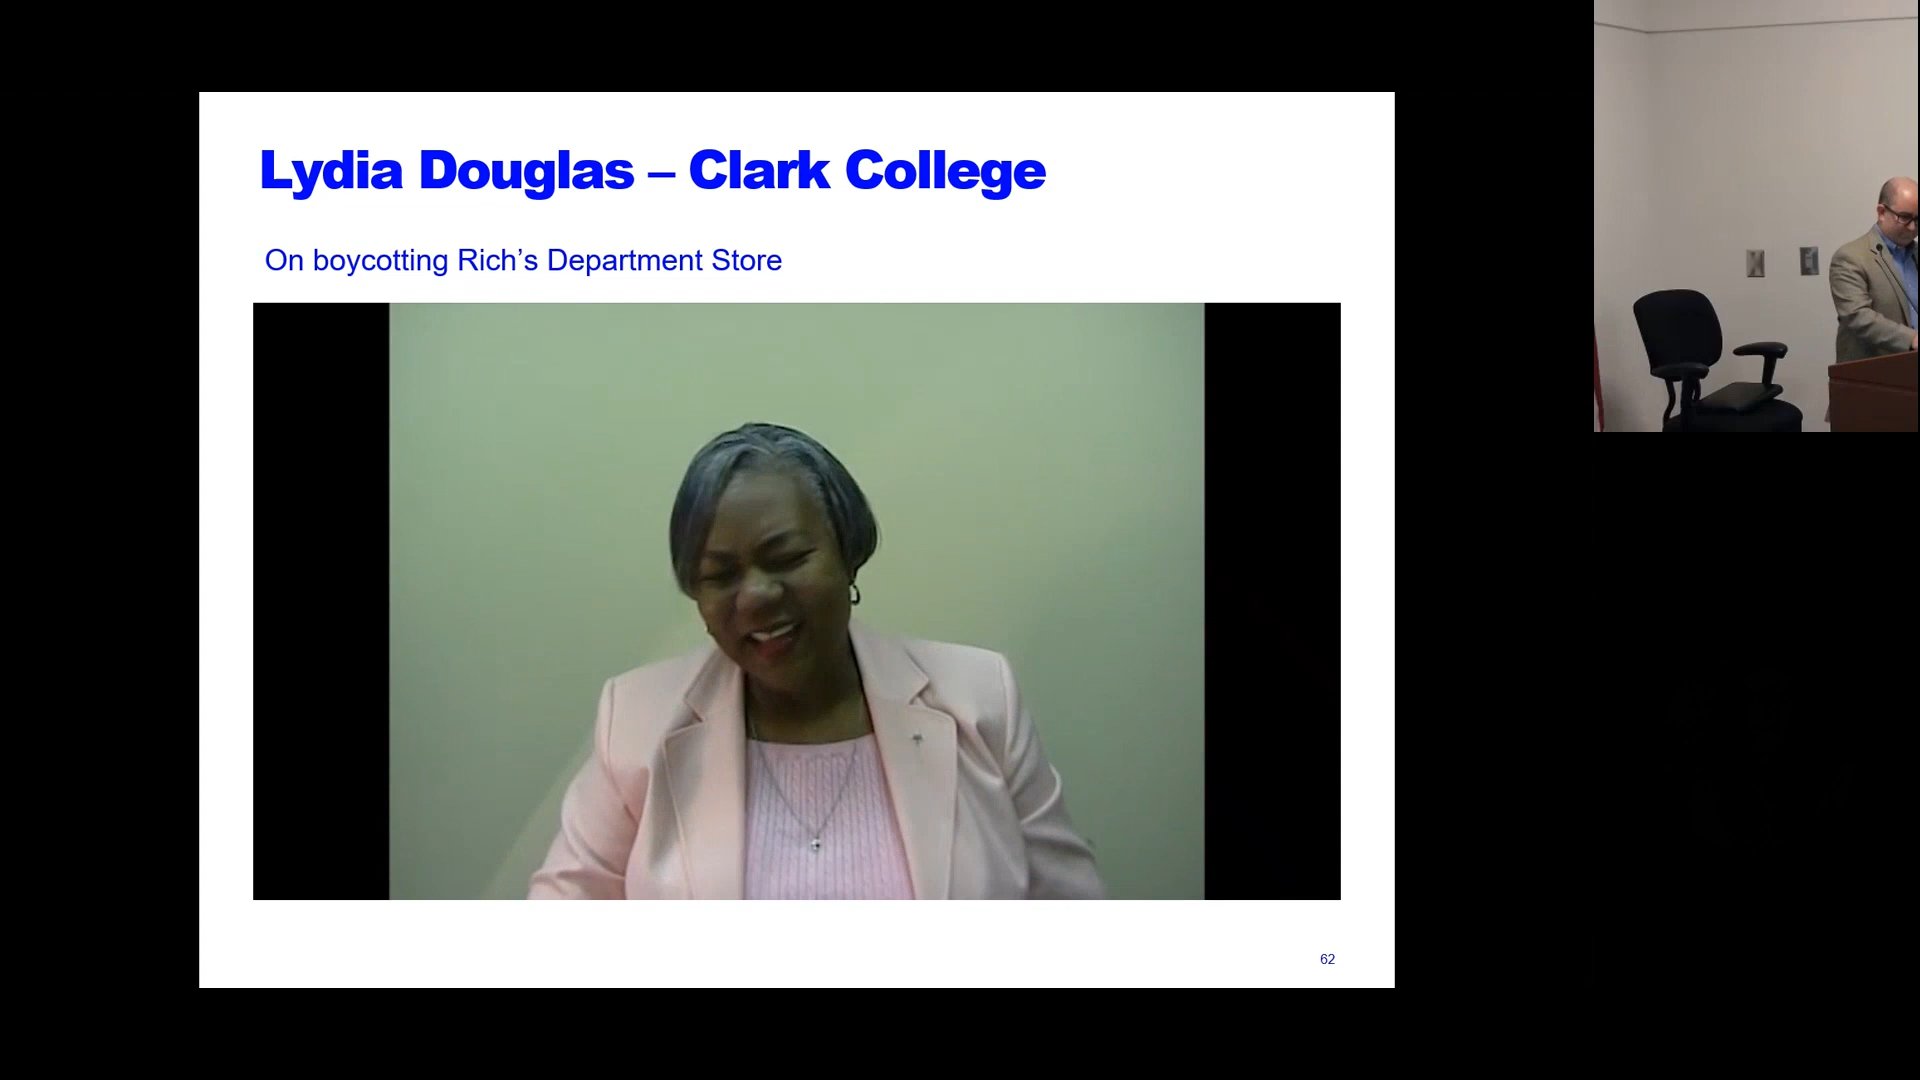 Lydia Douglas – Clark College
On boycotting Rich’s Department Store
62